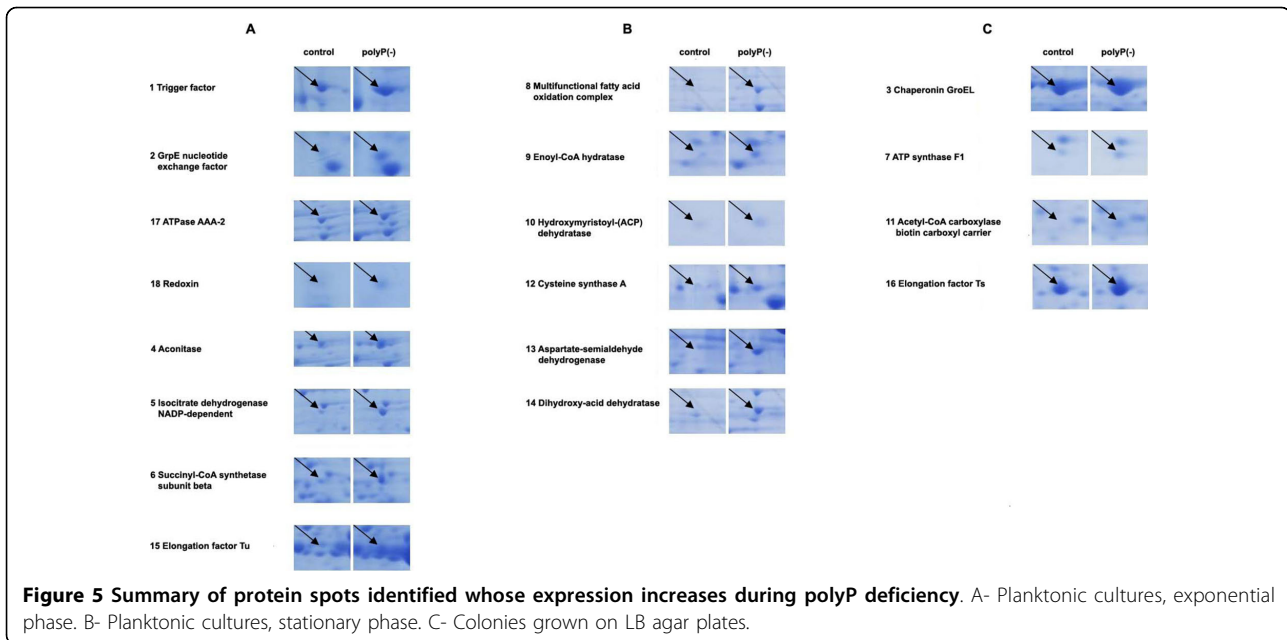 A
control polyP(-)
1 Trigger factor
2 GrpE nucleotide
exchange factor
17 ATPase AAA-2
18 Redoxin
4 Aconitase
5 Isocitrate dehydrogenase
NADP-dependent
6 Succinyl-CoA synthetase
subunit beta
15 Elongation factor Tu
B
control polyP(-)
8 Multifunctional fatty acid
oxidation complex
9 Enoyl-CoA hydratase
10 Hydroxymyristoyl-(ACP)
dehydratase
12 Cysteine synthase A
13 Aspartate-semialdehyde
dehydrogenase
14 Dihydroxy-acid dehydratase
C
control polyP(-)
3 Chaperonin GroEL
7 ATP synthase F1
11 Acetyl-CoA carboxylase
biotin carboxyl carrier
16 Elongation factor Ts
Figure 5 Summary of protein spots identified whose expression increases during polyP deficiency. A- Planktonic cultures, exponential
phase. B- Planktonic cultures, stationary phase. C- Colonies grown on LB agar plates.